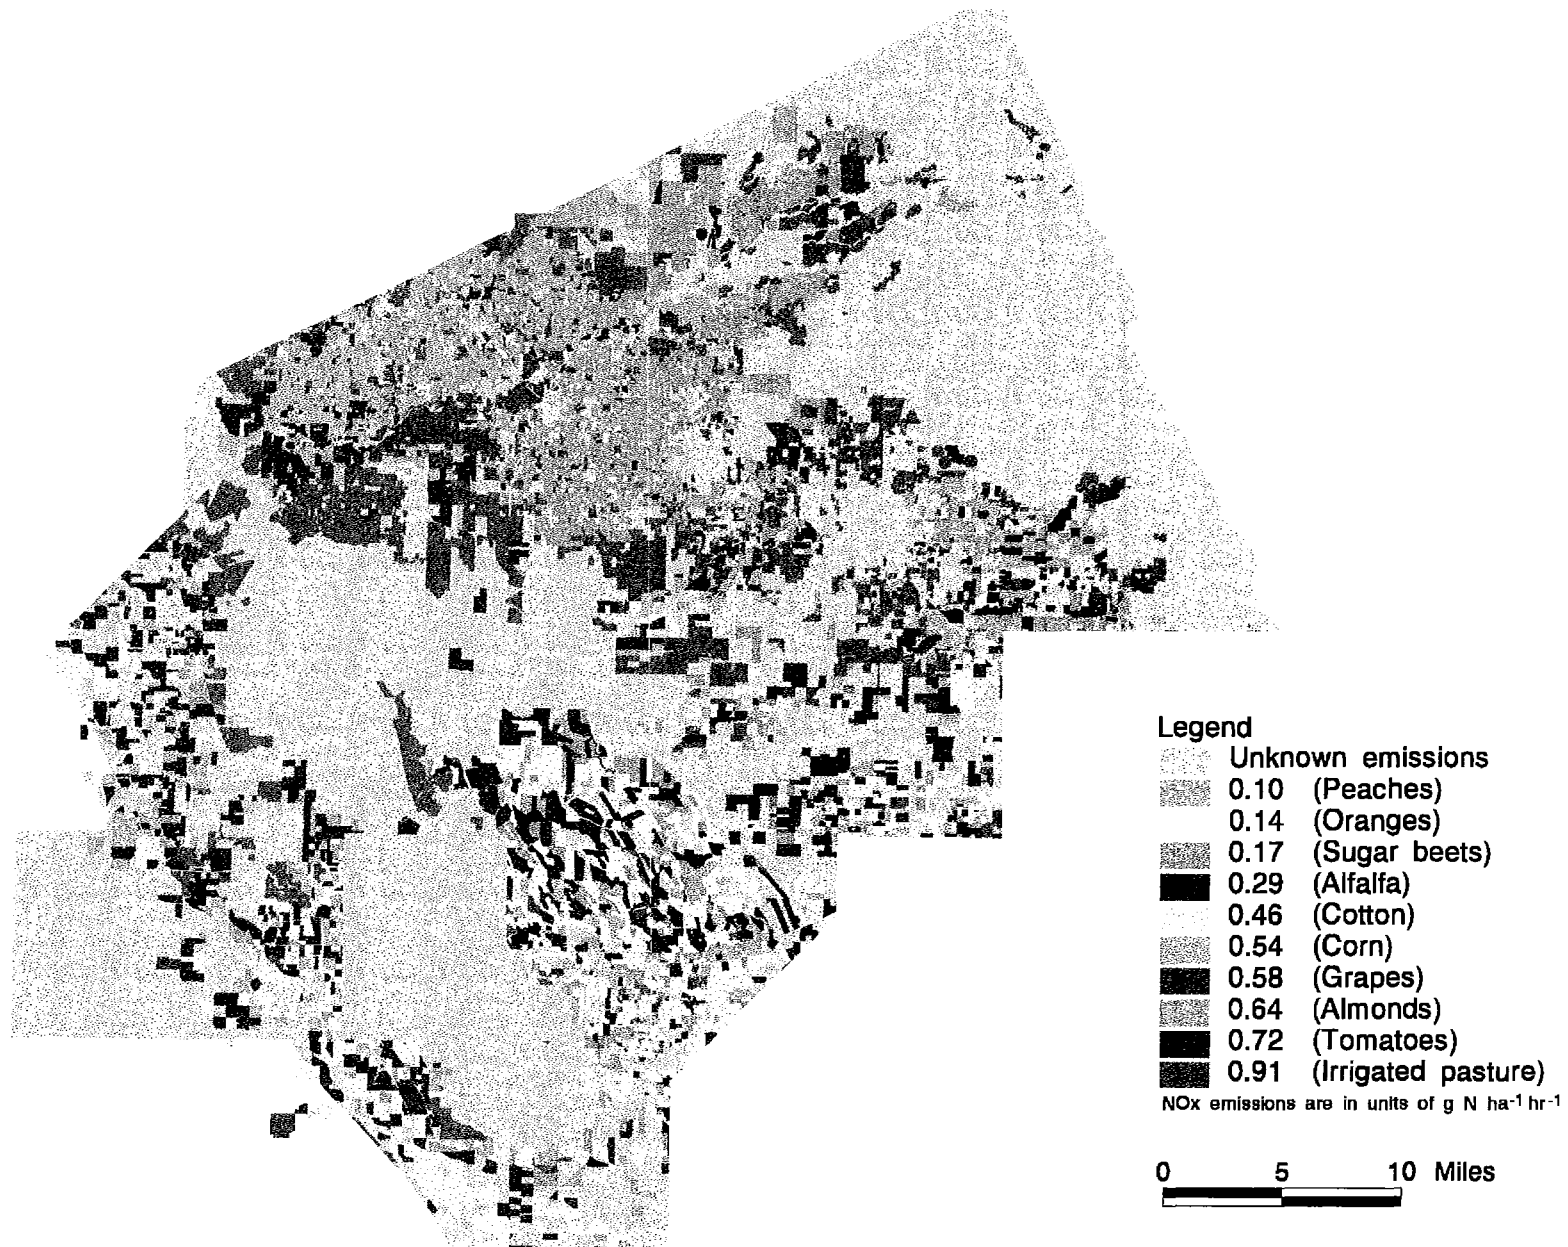 Legend
Unknown emissions
0.10 (Peaches)
0.14 (Oranges)
0.17 (Sugar beets)
0.29 (Alfalfa)
0.46 (Cotton)
0.54 (Corn)
0.58 (Grapes)
0.64 (Almonds)
0.72 (Tomatoes)
0.91 (Irrigated pasture)
NOx emissions are in units of g N ha-1 hr-1
0 5 10 Miles